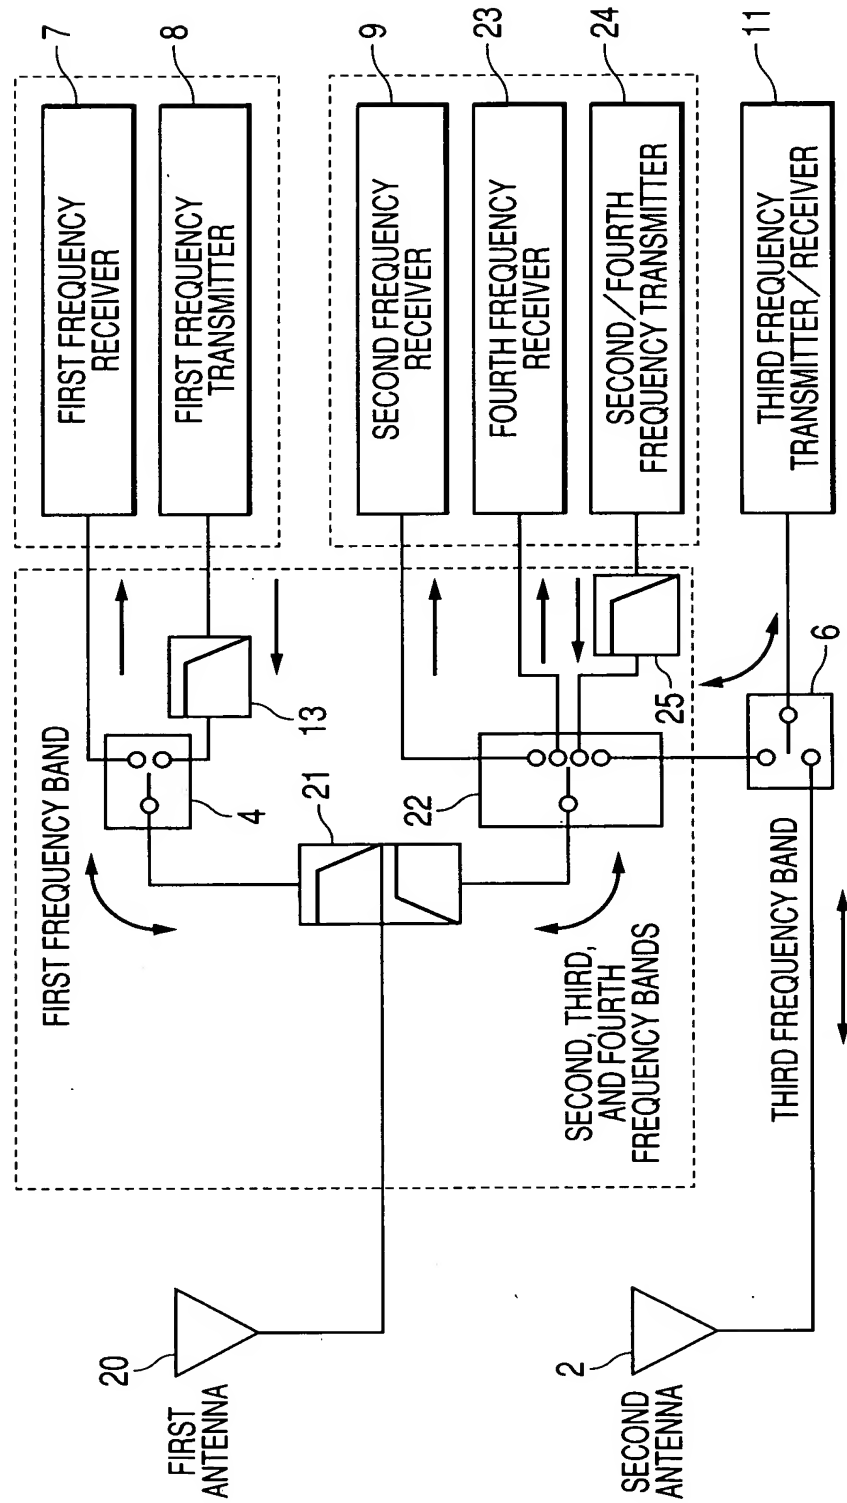 7
FIRST FREQUENCY
RECEIVER
8
FIRST FREQUENCY
TRANSMITTER
9
SECOND FREQUENCY
RECEIVER
23
FOURTH FREQUENCY
RECEIVER
24
SECOND/FOURTH
FREQUENCY TRANSMITTER
11
THIRD FREQUENCY
TRANSMITTER/RECEIVER
FIRST FREQUENCY BAND
13
4
21
22
25
6
SECOND, THIRD,
AND FOURTH
FREQUENCY BANDS
THIRD FREQUENCY BAND
20
FIRST
ANTENNA
2
SECOND
ANTENNA